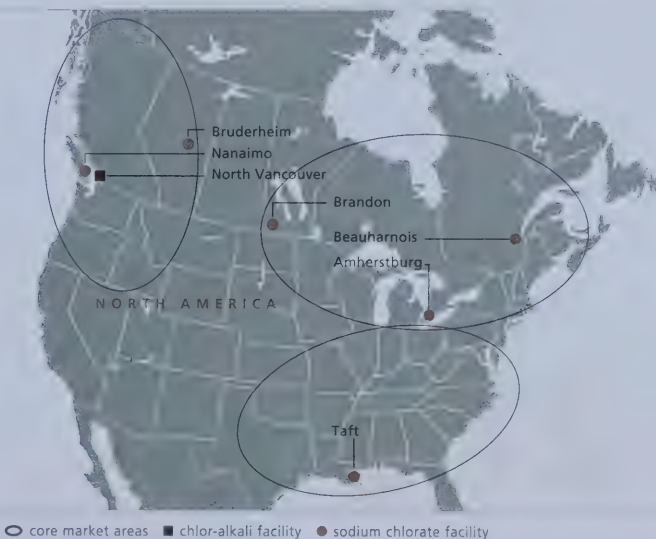 Bruderheim
Nanaimo
North Vancouver
Brandon
Beauharnois
Amherstburg
NORTH AMERICA
Taft
core market areas chlor-alkali facility sodium chlorate facility